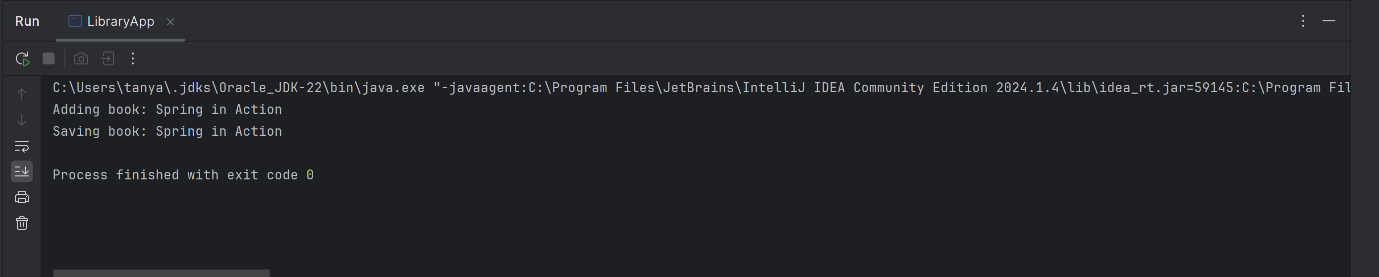 Run LibraryApp
C:\Users\tanya\.jdks\Oracle_JDK-22\bin\java.exe "-javaagent:C:\Program Files\JetBrains\IntelliJ IDEA Community Edition 2024.1.4\lib\idea_rt.jar=59145:C:\Program Fil
Adding book: Spring in Action
Saving book: Spring in Action
Process finished with exit code 0